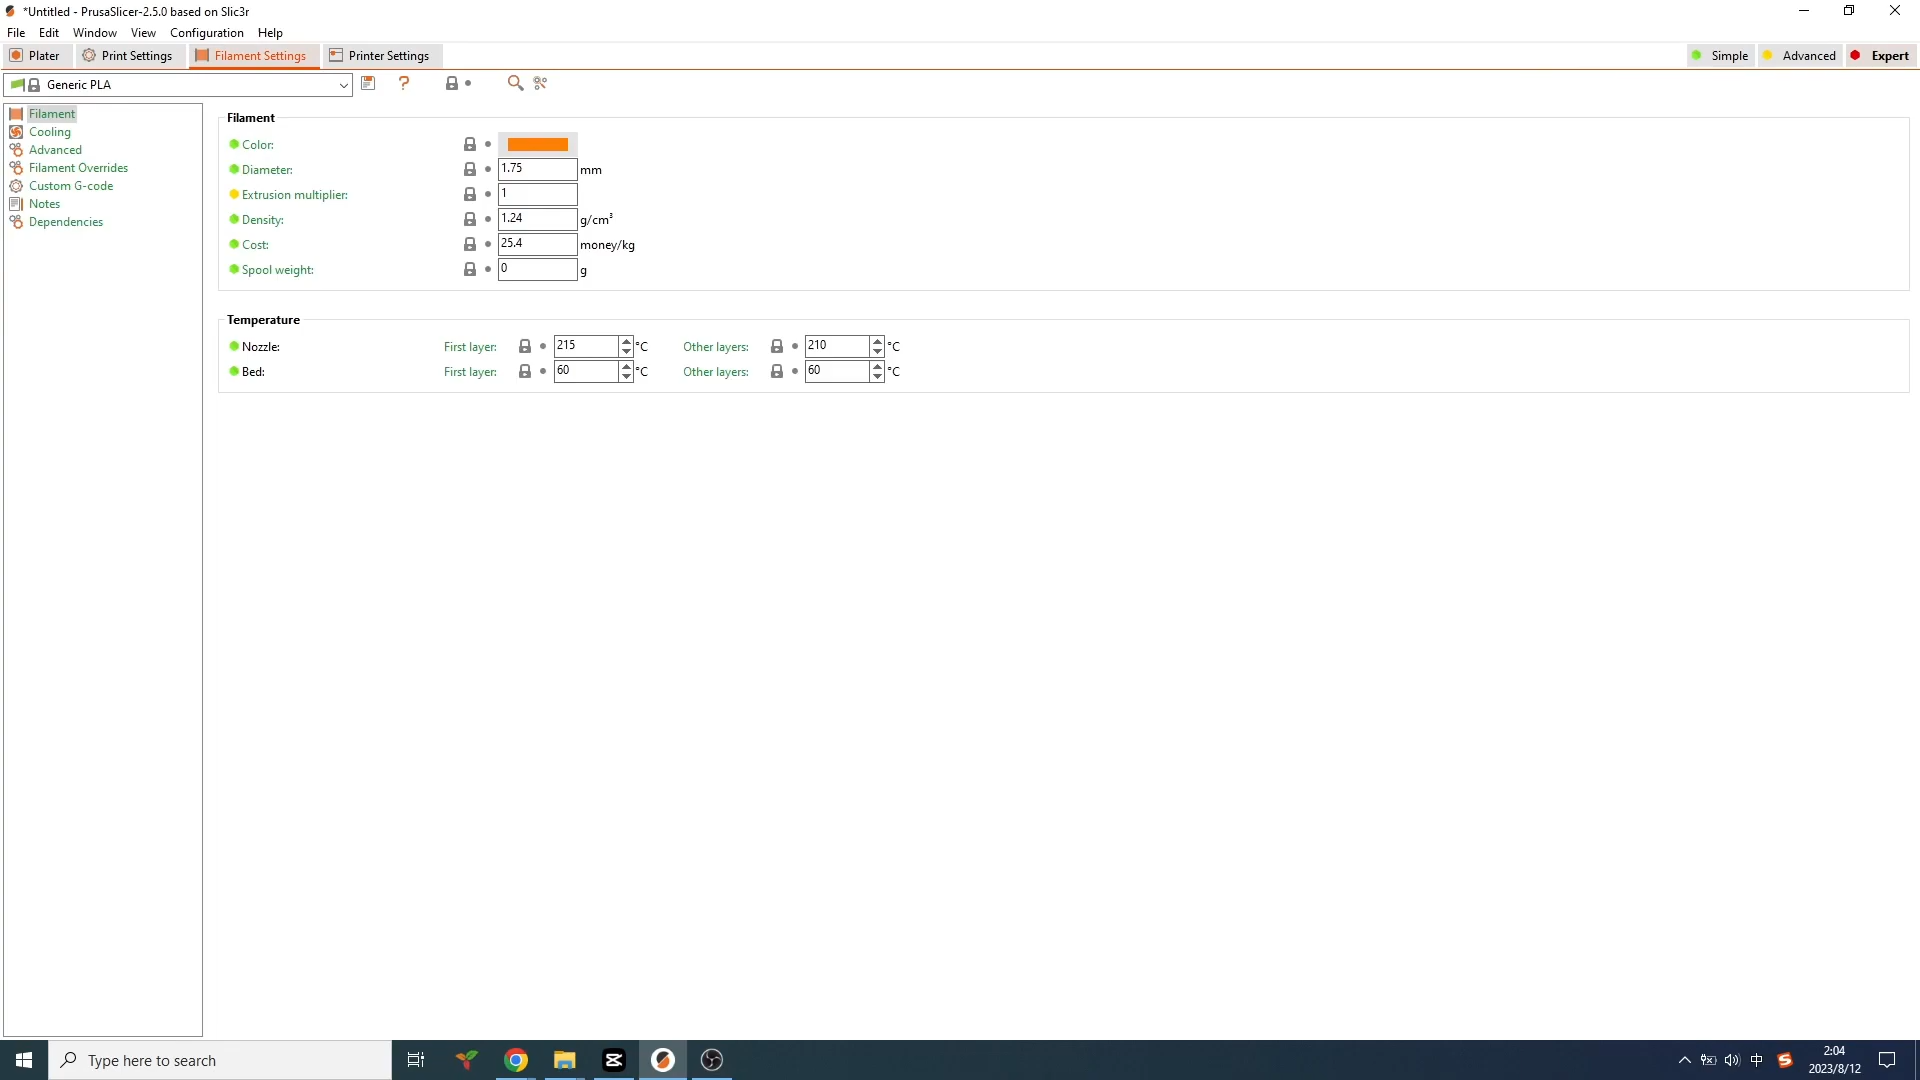 *Untitled - PrusaSlicer-2.5.0 based on Slic3r
File Edit Window View Configuration Help
Plater Print Settings Filament Settings Printer Settings Simple Advanced Expert
Generic PLA ?
Filament
Cooling
Advanced
Filament Overrides
Custom G-code
Notes
Dependencies
Filament
Color:
Diameter: 1.75 mm
Extrusion multiplier: 1
Density: 1.24 g/cm³
Cost: 25.4 money/kg
Spool weight: 0 g
Temperature
Nozzle: First layer: 215 °C Other layers: 210 °C
Bed: First layer: 60 °C Other layers: 60 °C
Type here to search
中
2:04
2023/8/12